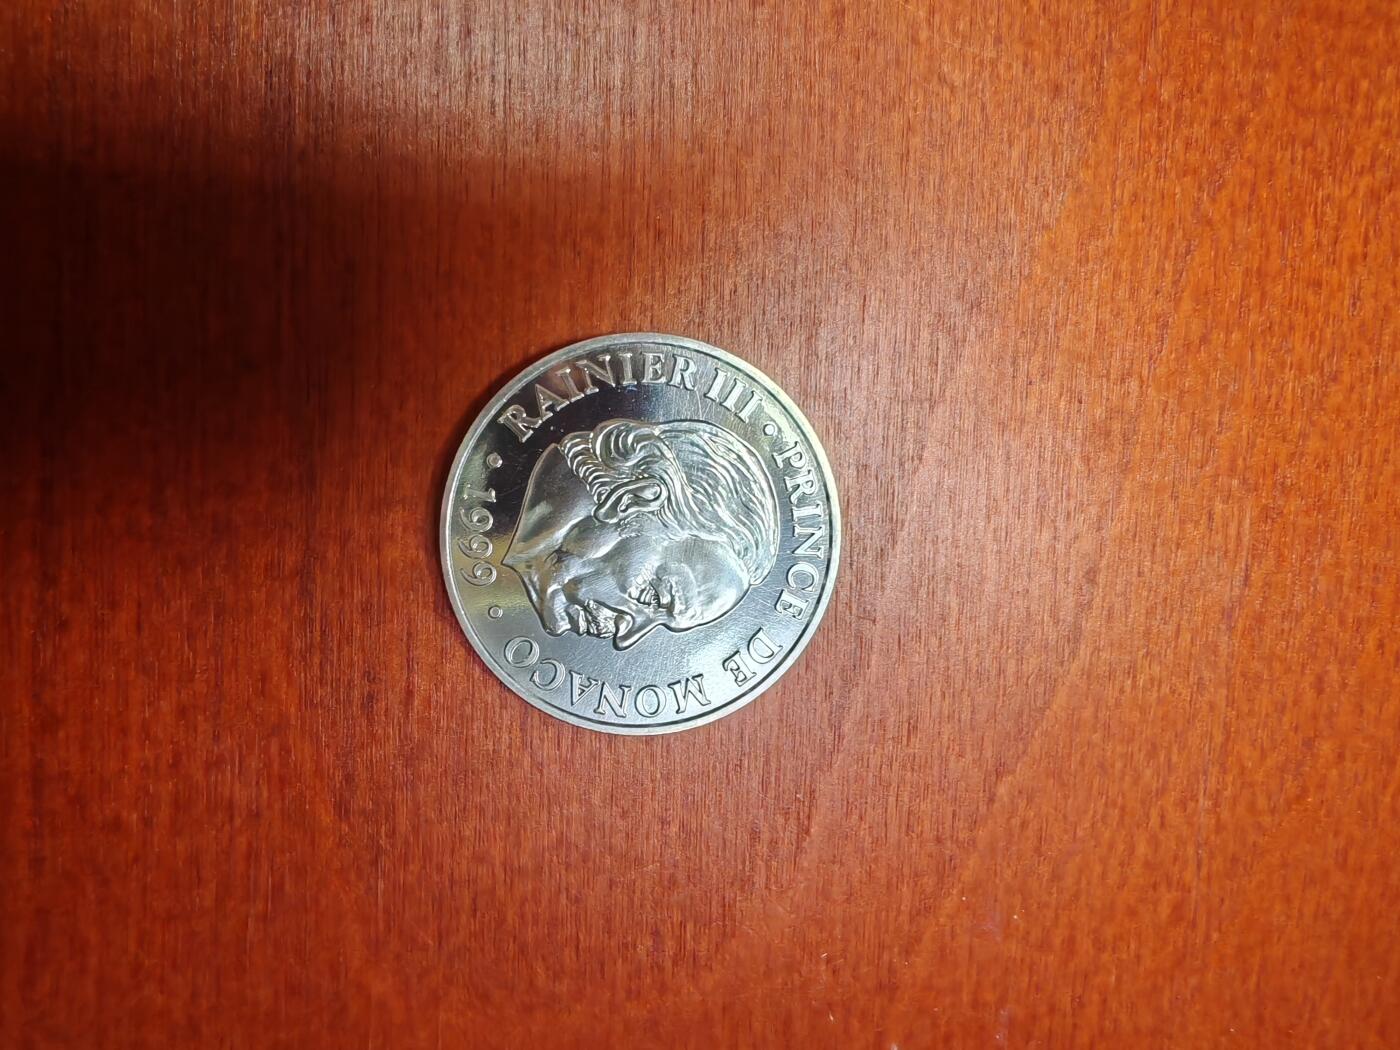 RAINIER III • PRINCE DE MONACO • 1999 •